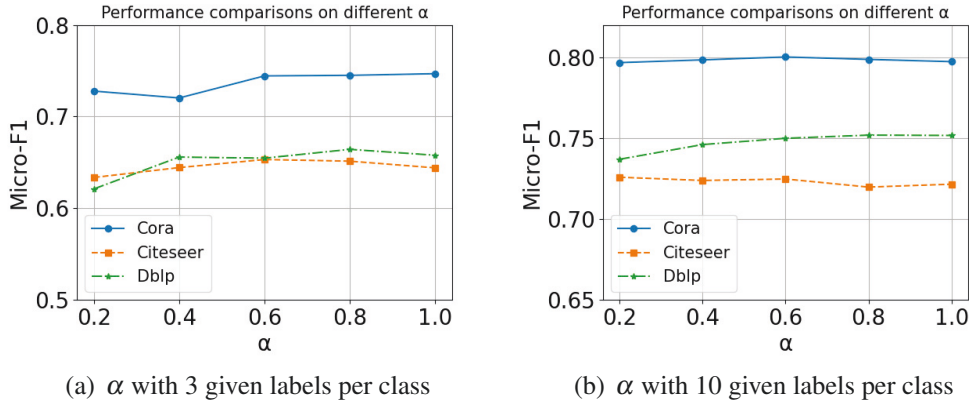 Performance comparisons on different α
0.8
0.7
0.6
0.5
Micro-F1
Cora
Citeseer
Dblp
0.2 0.4 0.6 0.8 1.0
α
(a) α with 3 given labels per class
Performance comparisons on different α
0.80
0.75
0.70
0.65
Micro-F1
Cora
Citeseer
Dblp
0.2 0.4 0.6 0.8 1.0
α
(b) α with 10 given labels per class